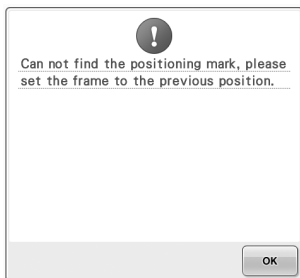 Can not find the positioning mark, please
set the frame to the previous position.
OK